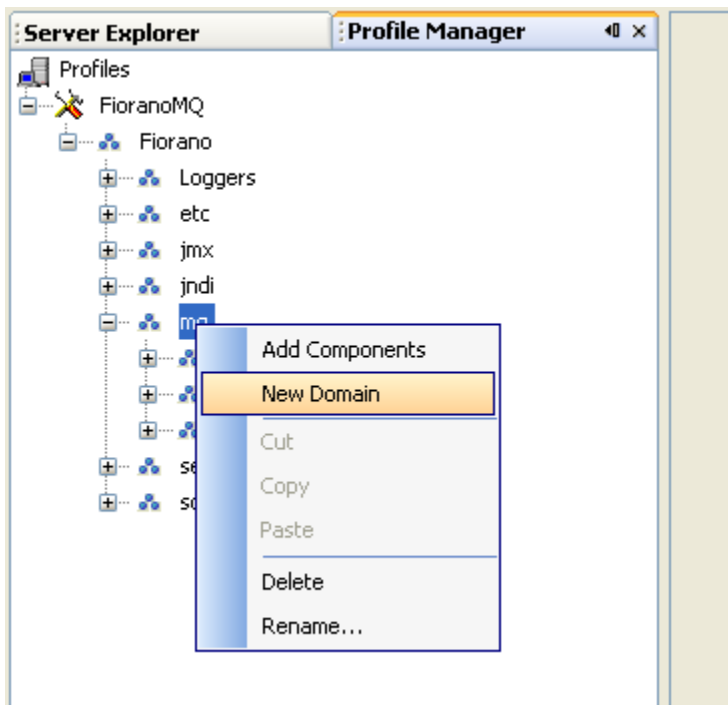 Server Explorer
Profile Manager
Profiles
FioranoMQ
Fiorano
Loggers
etc
jmx
jndi
mq
Add Components
New Domain
Cut
Copy
Paste
Delete
Rename...